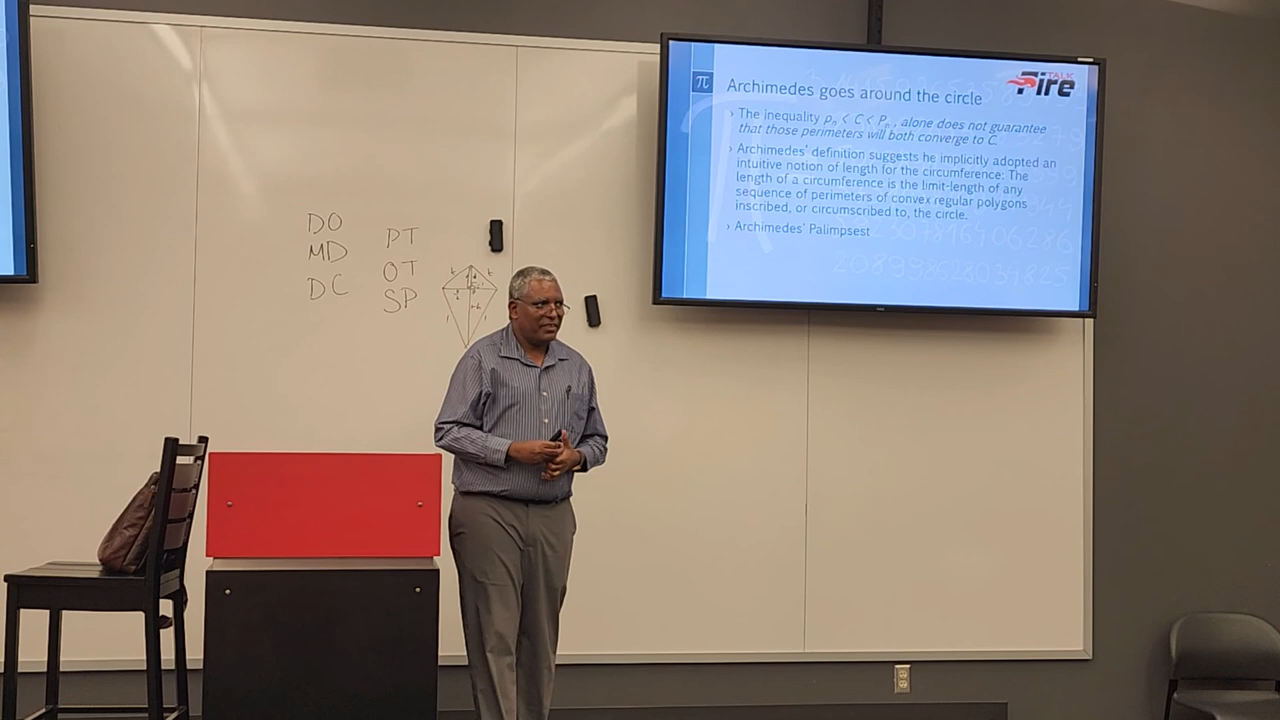 DO
MD
DC
PT
OT
SP
π
TALK
Fire
Archimedes goes around the circle
› The inequality pₙ < C < Pₙ, alone does not guarantee
that those perimeters will both converge to C.
› Archimedes' definition suggests he implicitly adopted an
intuitive notion of length for the circumference: The
length of a circumference is the limit-length of any
sequence of perimeters of convex regular polygons
inscribed, or circumscribed to, the circle.
› Archimedes' Palimpsest